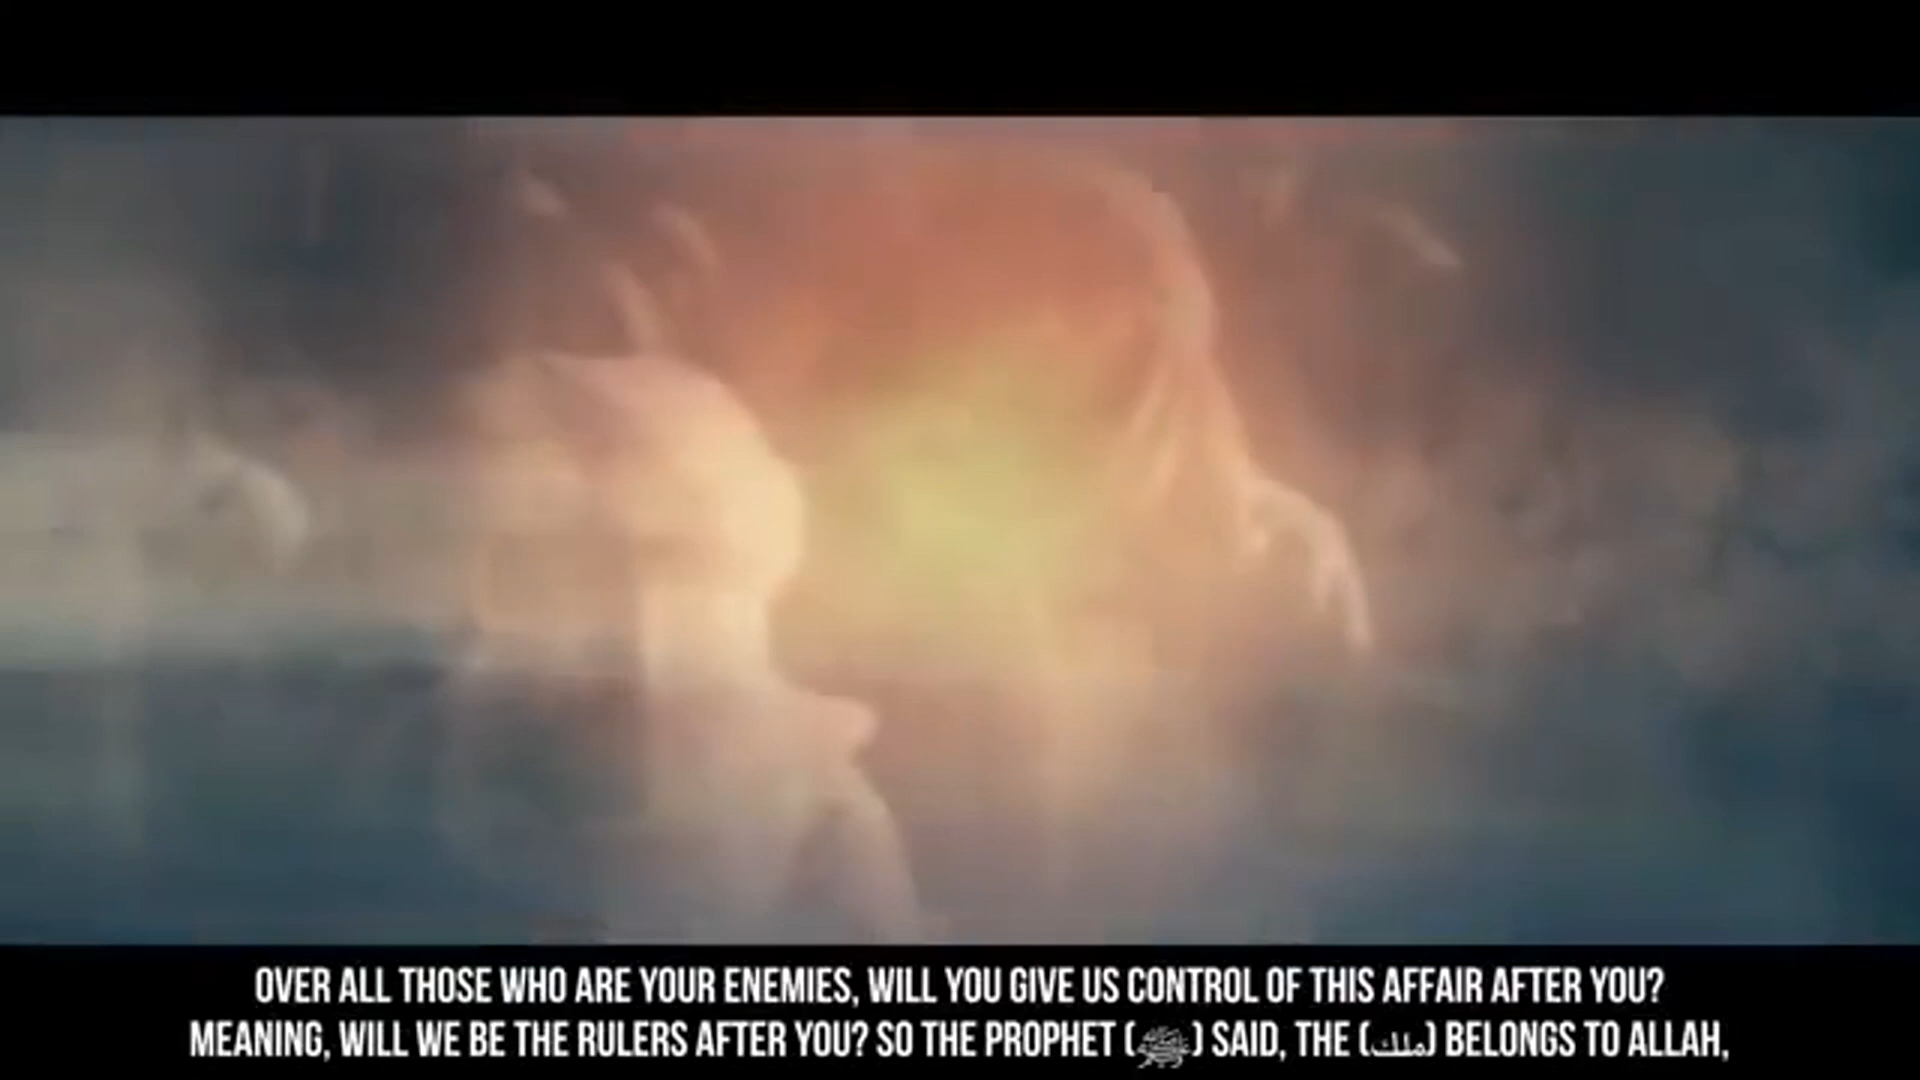 OVER ALL THOSE WHO ARE YOUR ENEMIES, WILL YOU GIVE US CONTROL OF THIS AFFAIR AFTER YOU?
MEANING, WILL WE BE THE RULERS AFTER YOU? SO THE PROPHET (ﷺ) SAID, THE (ملك) BELONGS TO ALLAH,